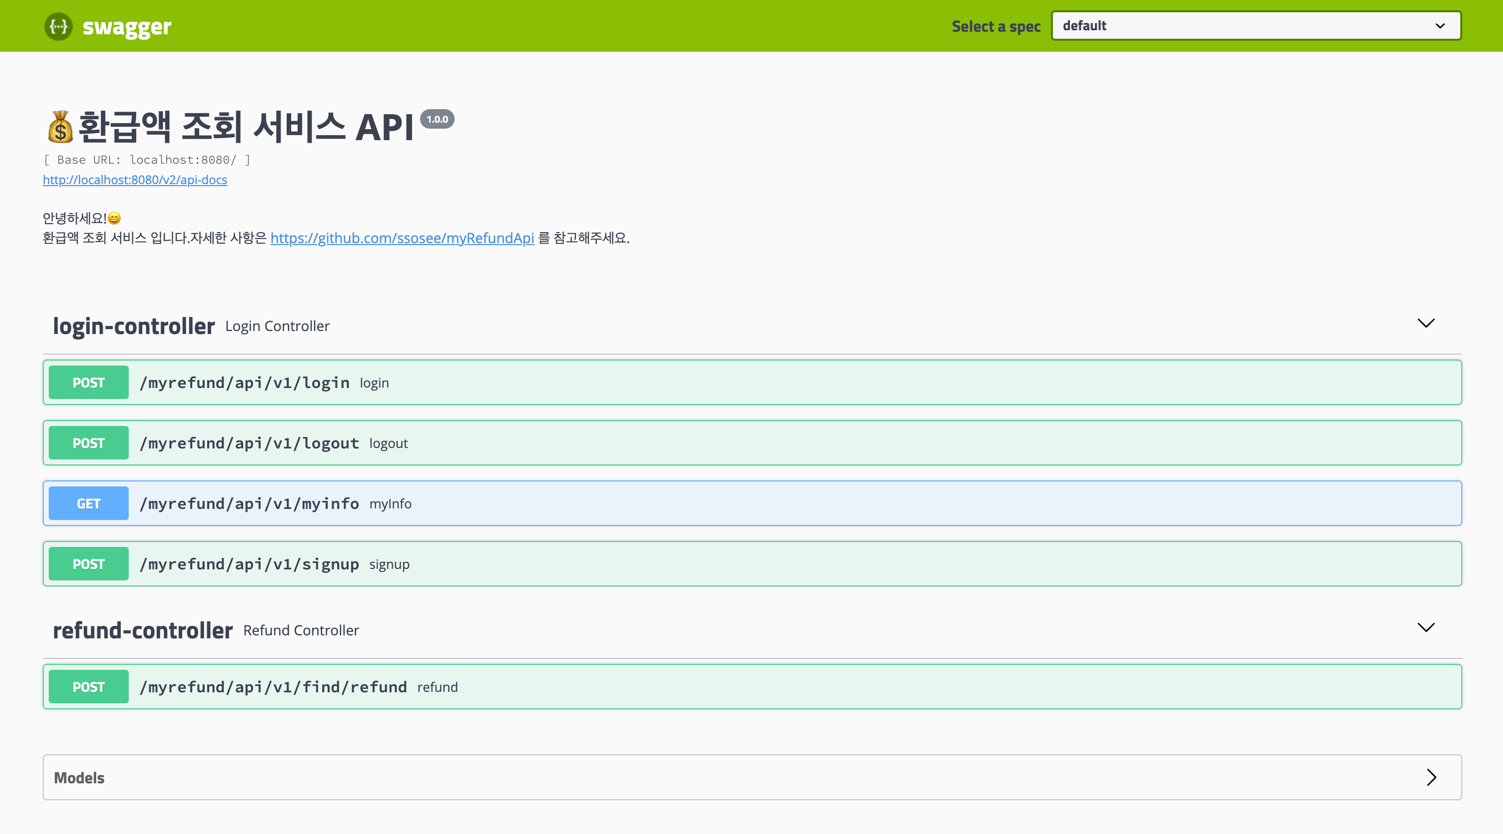 swagger
Select a spec default
💰환급액 조회 서비스 API 1.0.0
[ Base URL: localhost:8080/ ]
http://localhost:8080/v2/api-docs
안녕하세요!😄
환급액 조회 서비스 입니다.자세한 사항은 https://github.com/ssosee/myRefundApi 를 참고해주세요.
login-controller Login Controller
POST /myrefund/api/v1/login login
POST /myrefund/api/v1/logout logout
GET /myrefund/api/v1/myinfo myInfo
POST /myrefund/api/v1/signup signup
refund-controller Refund Controller
POST /myrefund/api/v1/find/refund refund
Models